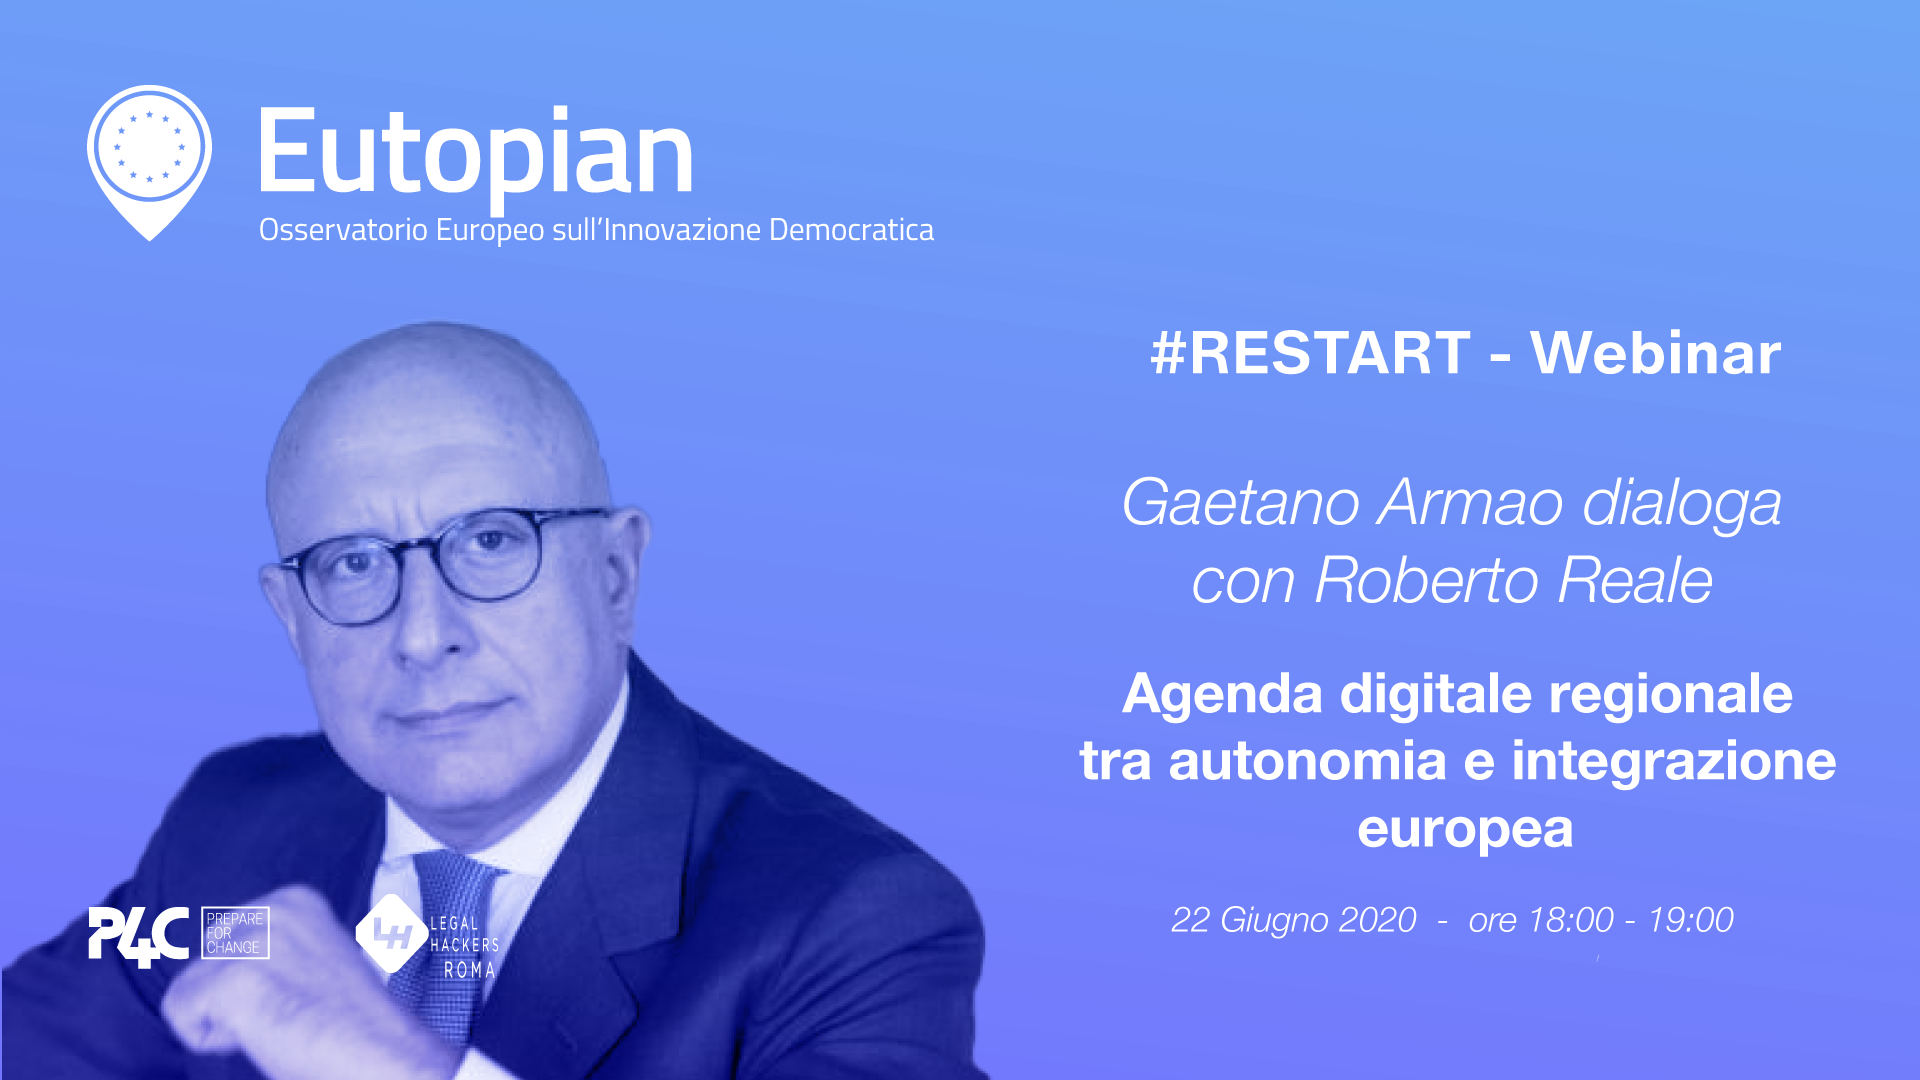 Eutopian
Osservatorio Europeo sull'Innovazione Democratica
#RESTART - Webinar
Gaetano Armao dialoga
con Roberto Reale
Agenda digitale regionale
tra autonomia e integrazione
europea
22 Giugno 2020 - ore 18:00 - 19:00
P4C
PREPARE
FOR
CHANGE
LH
LEGAL
HACKERS
ROMA